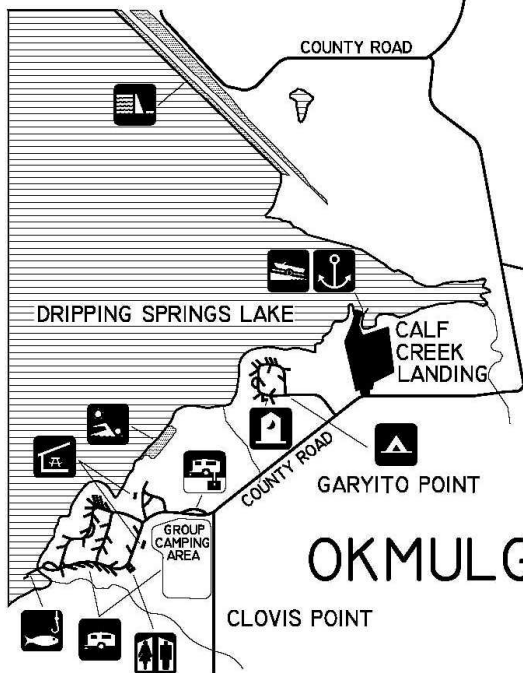 COUNTY ROAD
DRIPPING SPRINGS LAKE
CALF
CREEK
LANDING
COUNTY ROAD
GARYITO POINT
GROUP
CAMPING
AREA
OKMULG
CLOVIS POINT